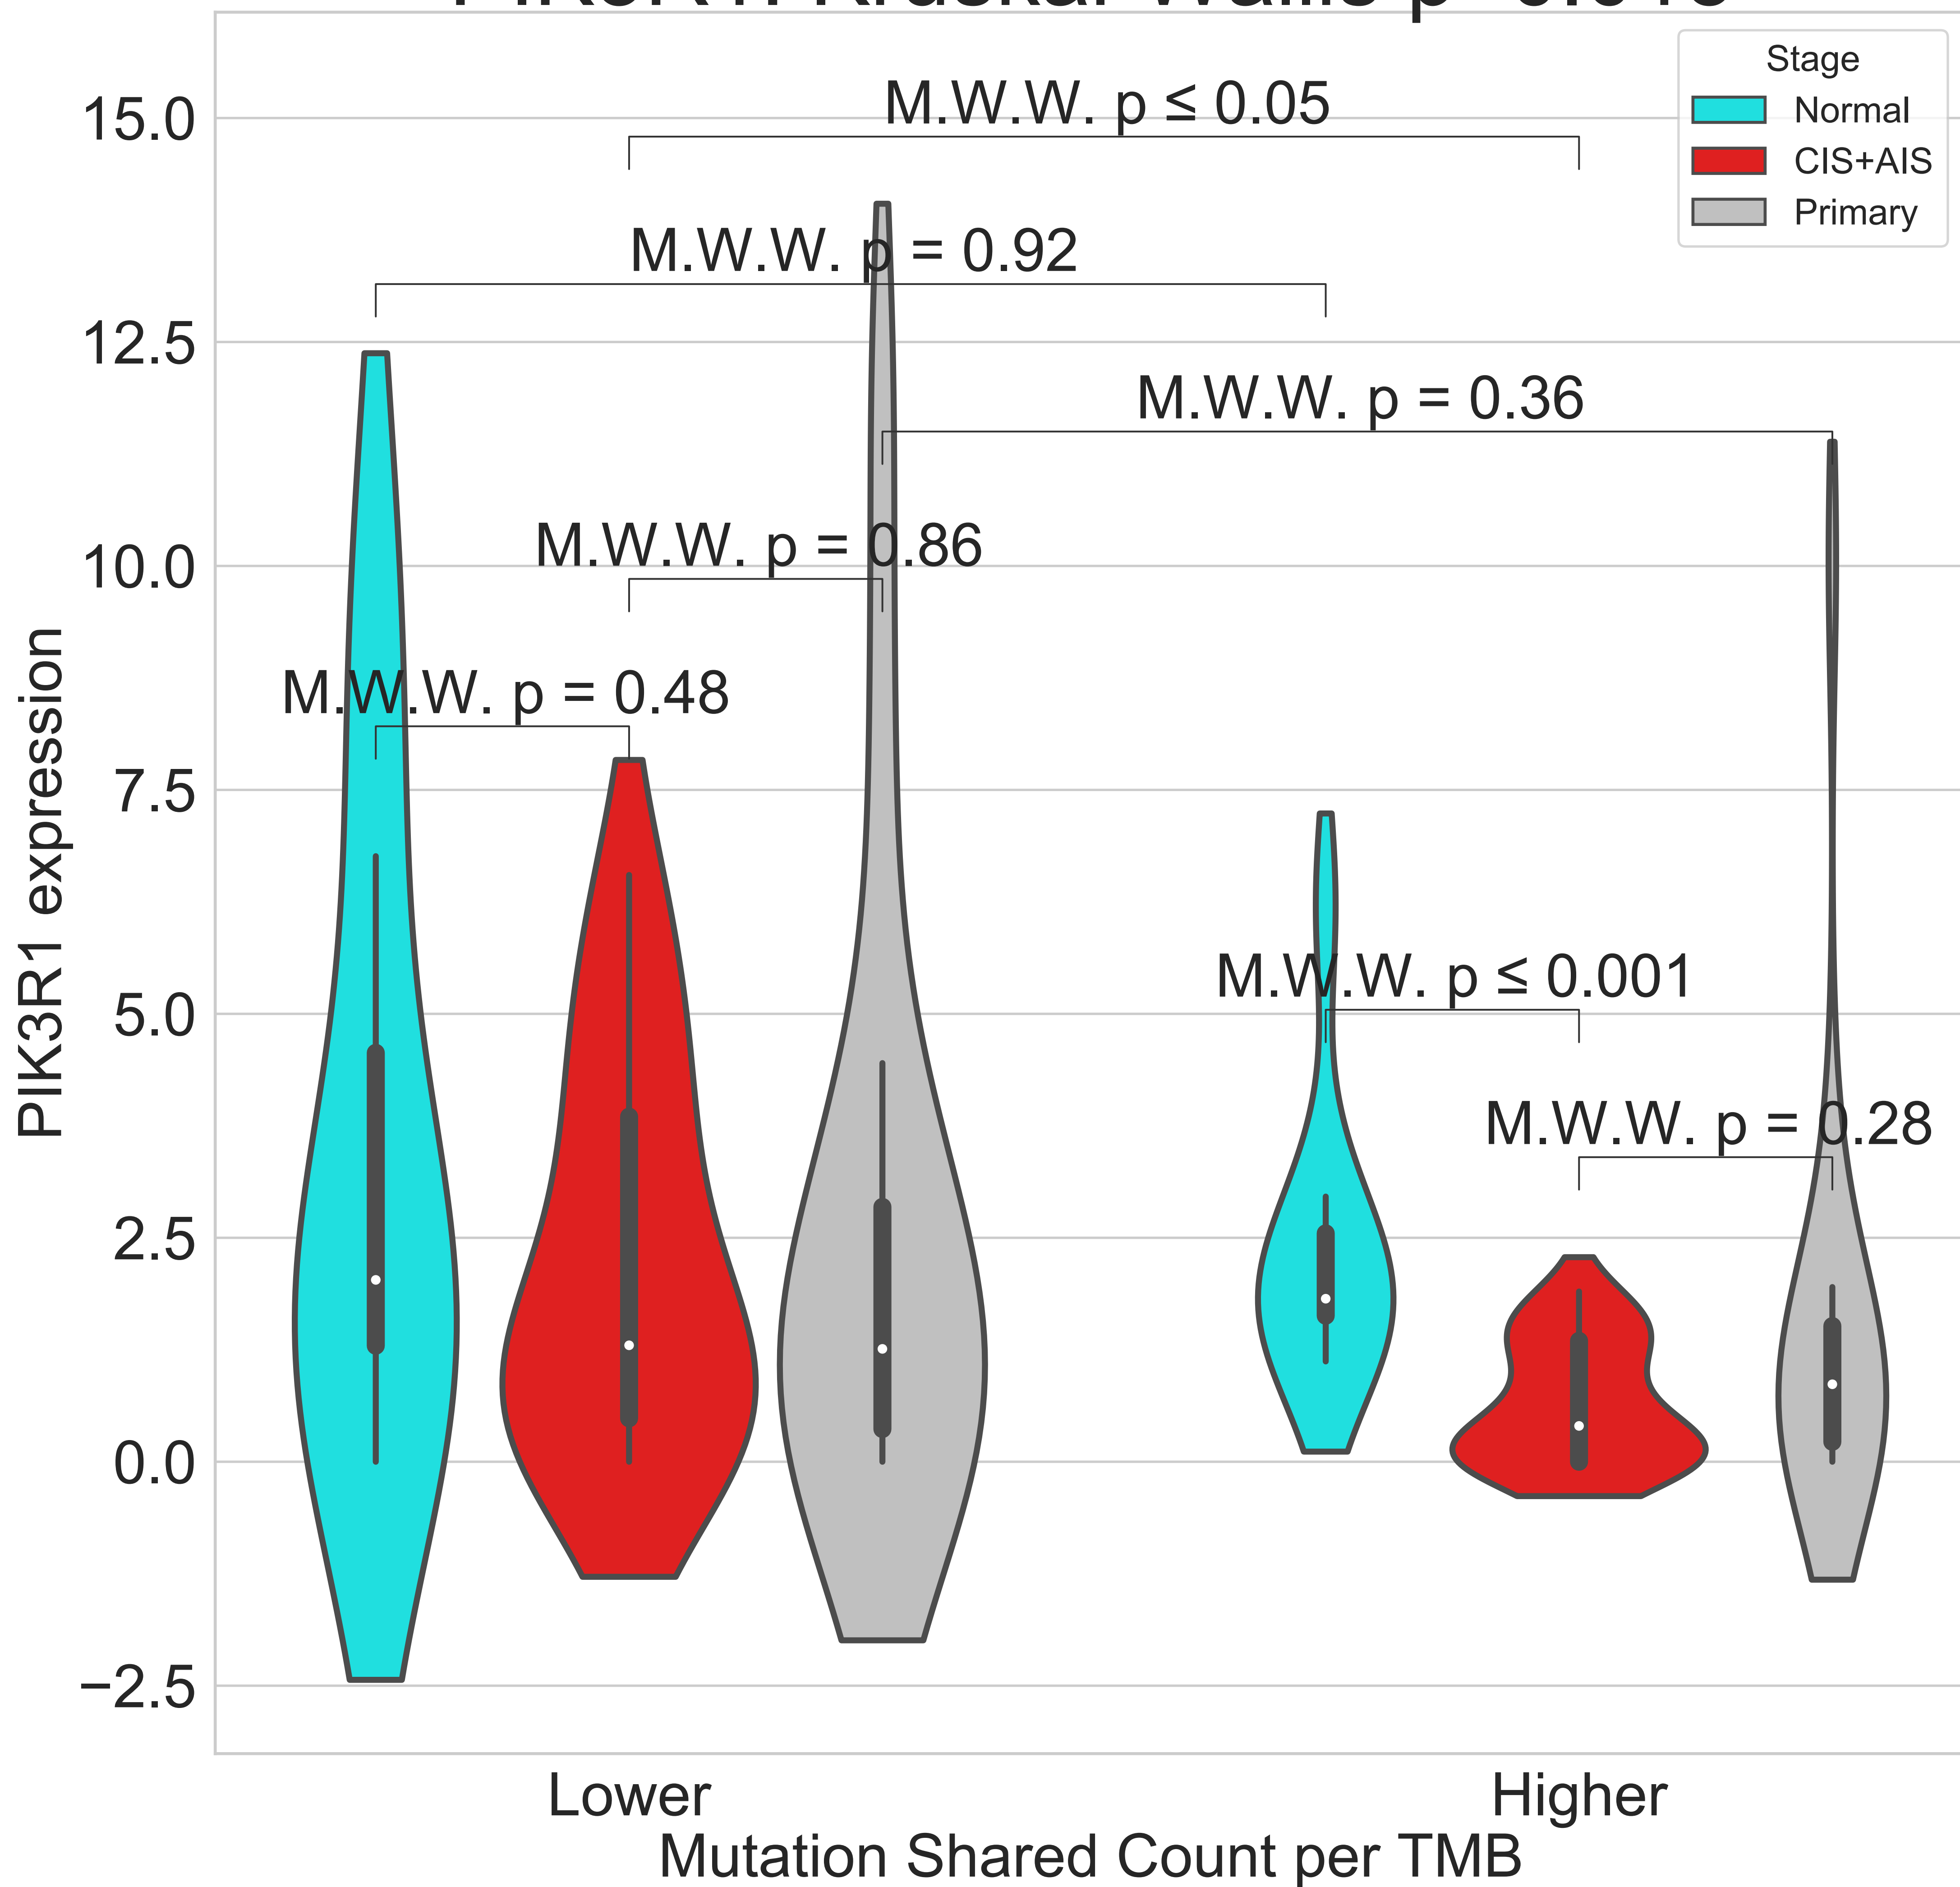 Stage
Normal
CIS+AIS
Primary
15.0
12.5
10.0
7.5
5.0
2.5
0.0
−2.5
PIK3R1 expression
M.W.W. p ≤ 0.05
M.W.W. p = 0.92
M.W.W. p = 0.36
M.W.W. p = 0.86
M.W.W. p = 0.48
M.W.W. p ≤ 0.001
M.W.W. p = 0.28
Lower
Higher
Mutation Shared Count per TMB